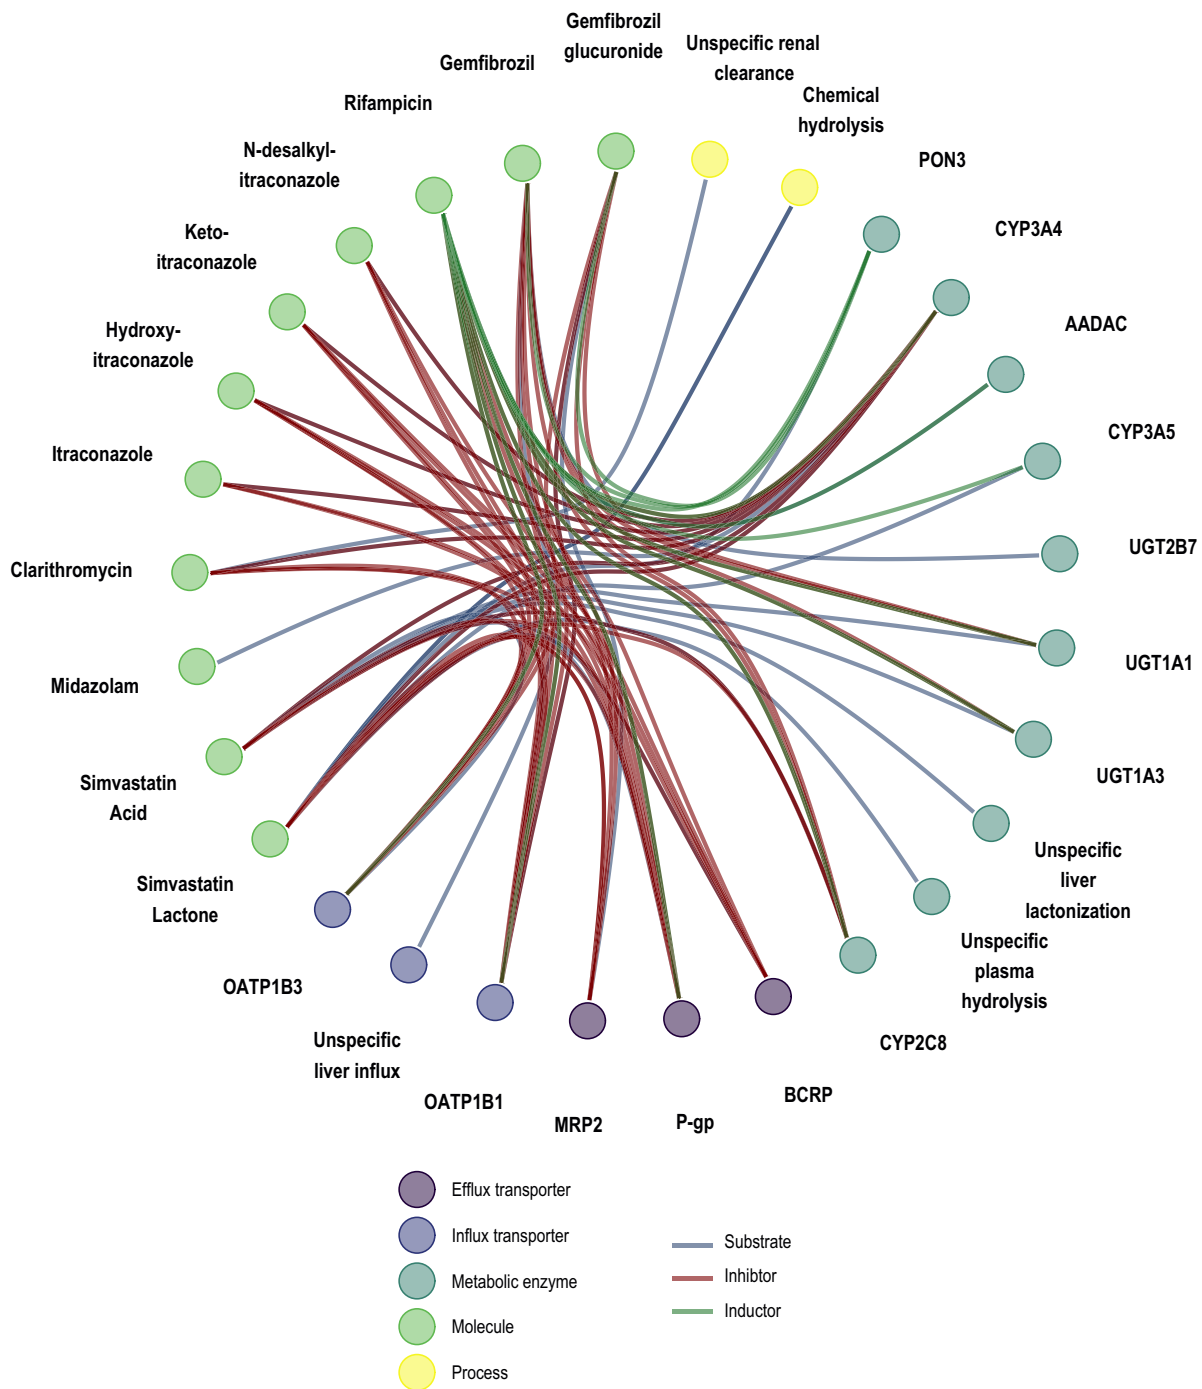 Gemfibrozil
glucuronide
Unspecific renal
clearance
Gemfibrozil
Chemical
hydrolysis
Rifampicin
PON3
N-desalkyl-
itraconazole
CYP3A4
Keto-
itraconazole
AADAC
Hydroxy-
itraconazole
CYP3A5
Itraconazole
UGT2B7
Clarithromycin
UGT1A1
Midazolam
UGT1A3
Simvastatin
Acid
Unspecific
liver
lactonization
Simvastatin
Lactone
Unspecific
plasma
hydrolysis
OATP1B3
CYP2C8
Unspecific
liver influx
BCRP
OATP1B1
P-gp
MRP2
Efflux transporter
Influx transporter
Metabolic enzyme
Molecule
Process
Substrate
Inhibtor
Inductor